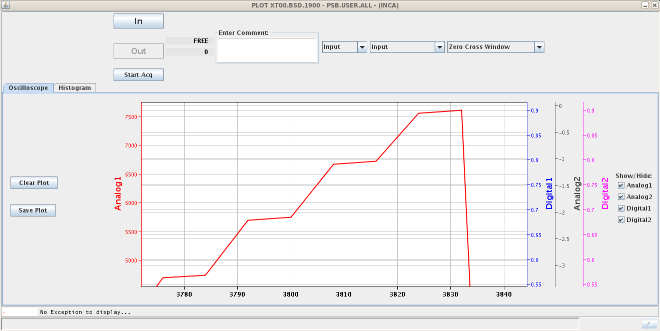 PLOT XT00.BSD.1900 - PSB.USER.ALL - (INCA)
In
Out
Start Acq
FREE
0
Enter Comment:
Input
Input
Zero Cross Window
Oscilloscope
Histogram
Clear Plot
Save Plot
Analog1
7500
7000
6500
6000
5500
5000
3780
3790
3800
3810
3820
3830
3840
0.9
0.85
0.8
0.75
0.7
0.65
0.6
0.55
Digital1
0
-0.5
-1
-1.5
-2
-2.5
-3
Analog2
0.9
0.85
0.8
0.75
0.7
0.65
0.6
0.55
Digital2
Show/Hide:
Analog1
Analog2
Digital1
Digital2
No Exception to display...